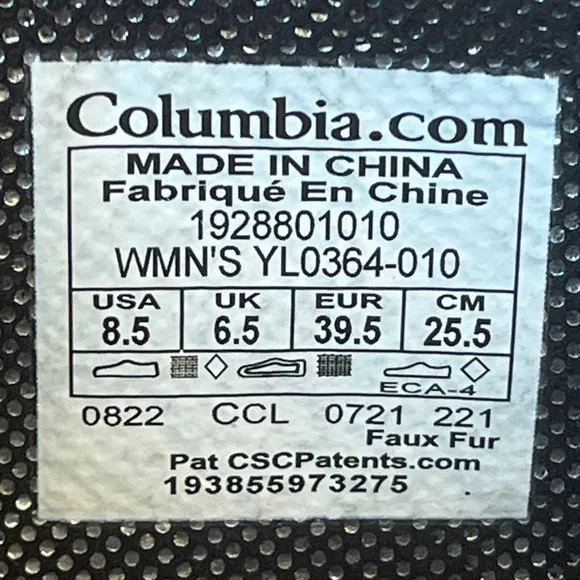 Columbia.com
MADE IN CHINA
Fabriqué En Chine
1928801010
WMN'S YL0364-010
USA UK EUR CM
8.5 6.5 39.5 25.5
ECA-4
0822 CCL 0721 221
Faux Fur
Pat CSCPatents.com
193855973275 .